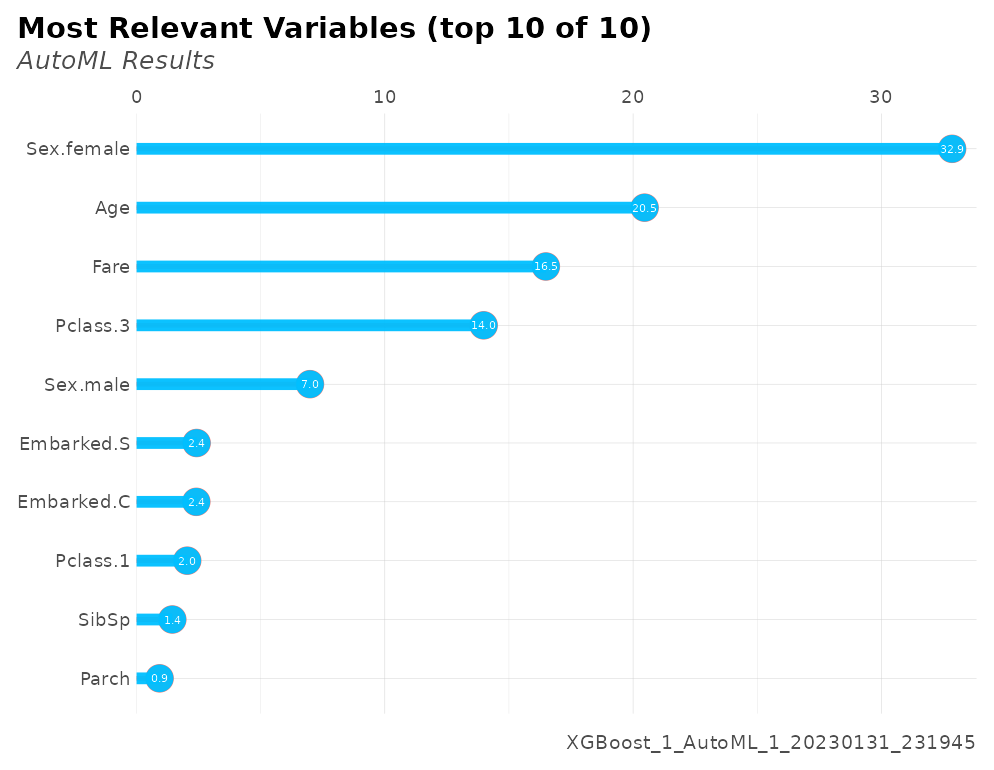 Most Relevant Variables (top 10 of 10)
AutoML Results
0 10 20 30
Sex.female 32.9
Age 20.5
Fare 16.5
Pclass.3 14.0
Sex.male 7.0
Embarked.S 2.4
Embarked.C 2.4
Pclass.1 2.0
SibSp 1.4
Parch 0.9
XGBoost_1_AutoML_1_20230131_231945